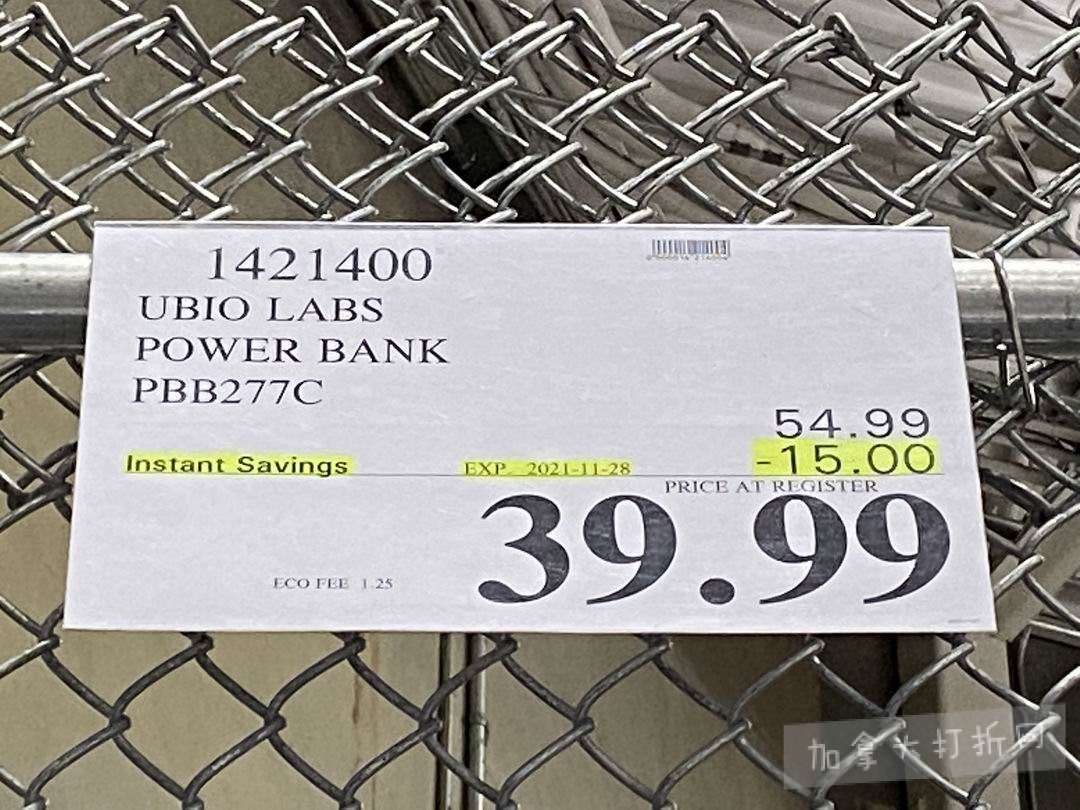 1421400
UBIO LABS
POWER BANK
PBB277C
54.99
Instant Savings EXP. 2021-11-28 -15.00
PRICE AT REGISTER
39.99
ECO FEE 1.25
加拿大打折网